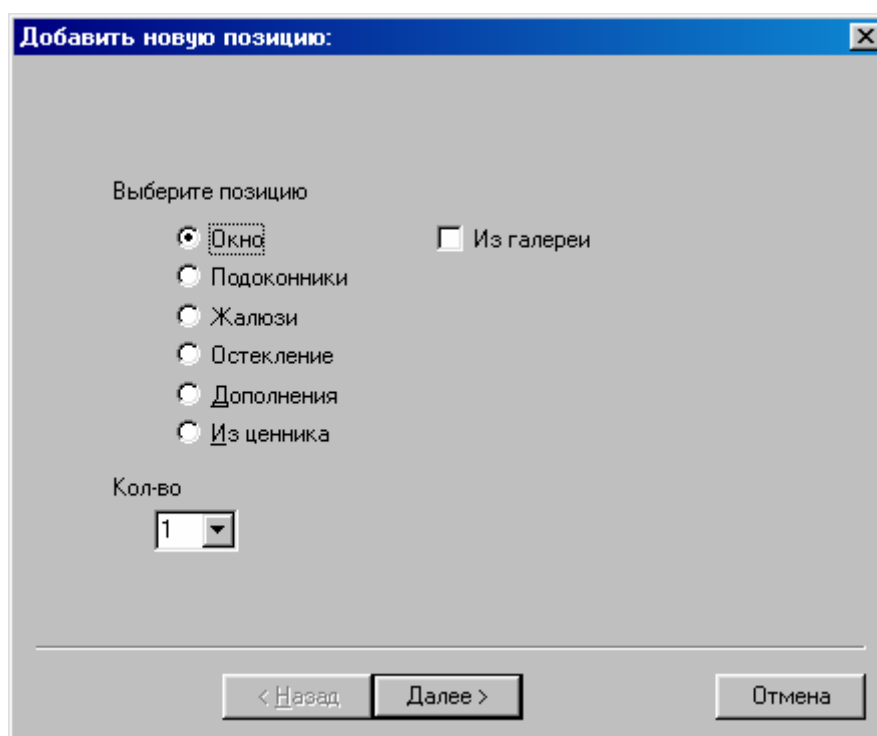 Добавить новую позицию:
Выберите позицию
Окно
Из галереи
Подоконники
Жалюзи
Остекление
Дополнения
Из ценника
Кол-во
1
< Назад
Далее >
Отмена